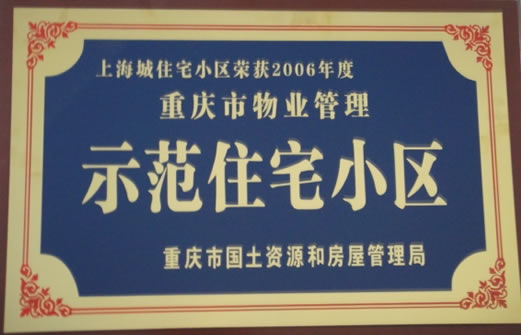 上海城住宅小区荣获2006年度
重庆市物业管理
示范住宅小区
重庆市国土资源和房屋管理局